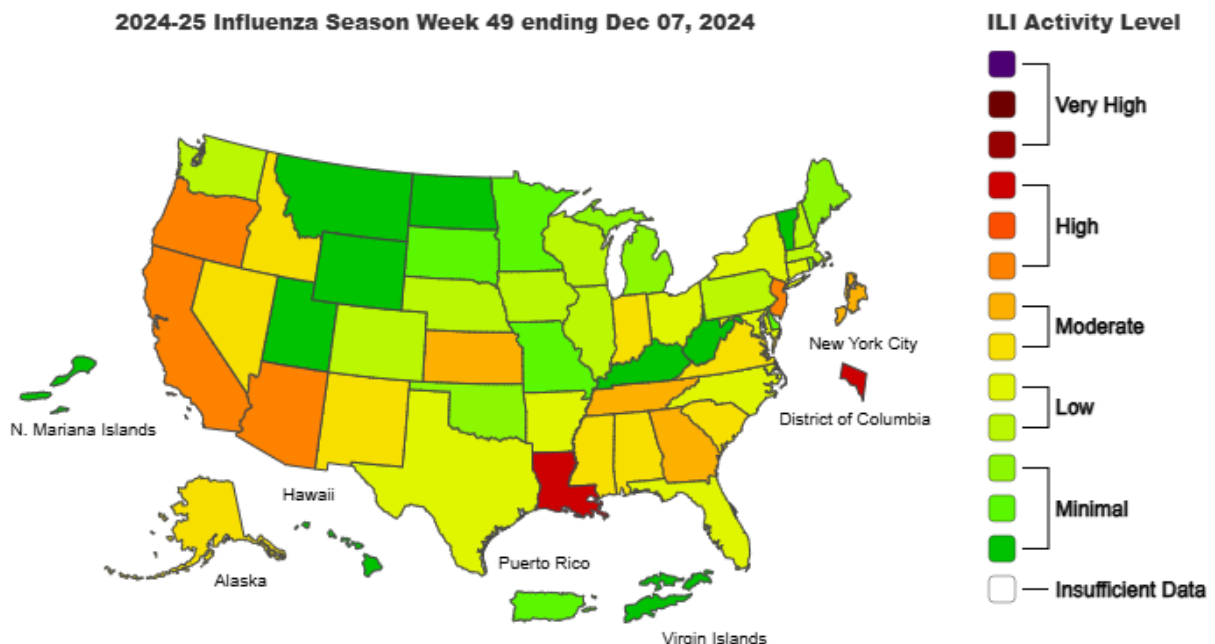 2024-25 Influenza Season Week 49 ending Dec 07, 2024
ILI Activity Level
Very High
High
Moderate
Low
Minimal
Insufficient Data
New York City
District of Columbia
N. Mariana Islands
Hawaii
Alaska
Puerto Rico
Virgin Islands